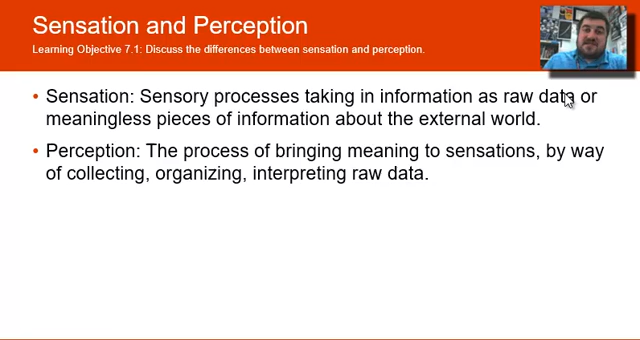 Sensation and Perception
Learning Objective 7.1: Discuss the differences between sensation and perception.
• Sensation: Sensory processes taking in information as raw data or
meaningless pieces of information about the external world.
• Perception: The process of bringing meaning to sensations, by way
of collecting, organizing, interpreting raw data.